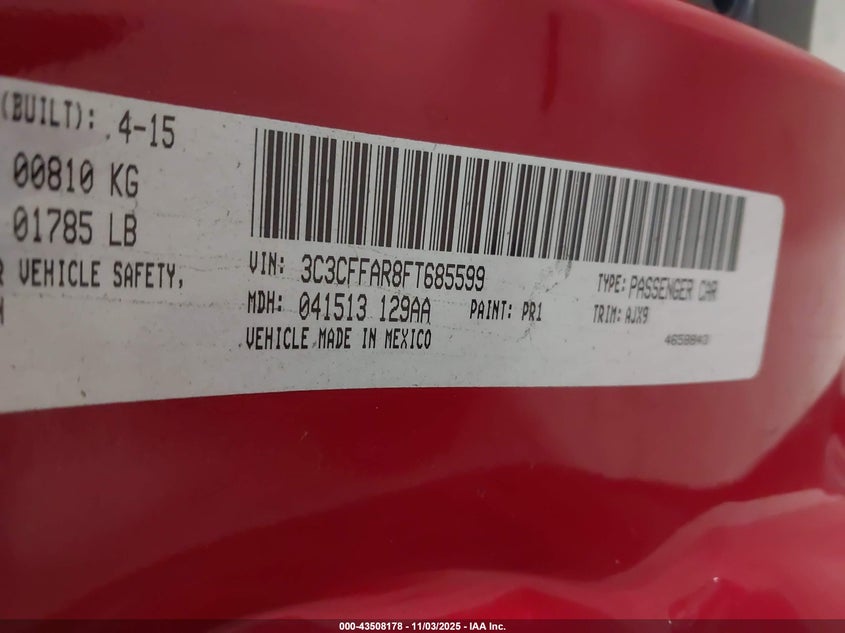 (BUILT): 4-15
00810 KG
01785 LB
VEHICLE SAFETY,
VIN: 3C3CFFAR8FT685599
TYPE: PASSENGER CAR
MDH: 041513 129AA
PAINT: PR1
TRIM: AJX9
VEHICLE MADE IN MEXICO
000-43508178 - 11/03/2025 - IAA Inc.